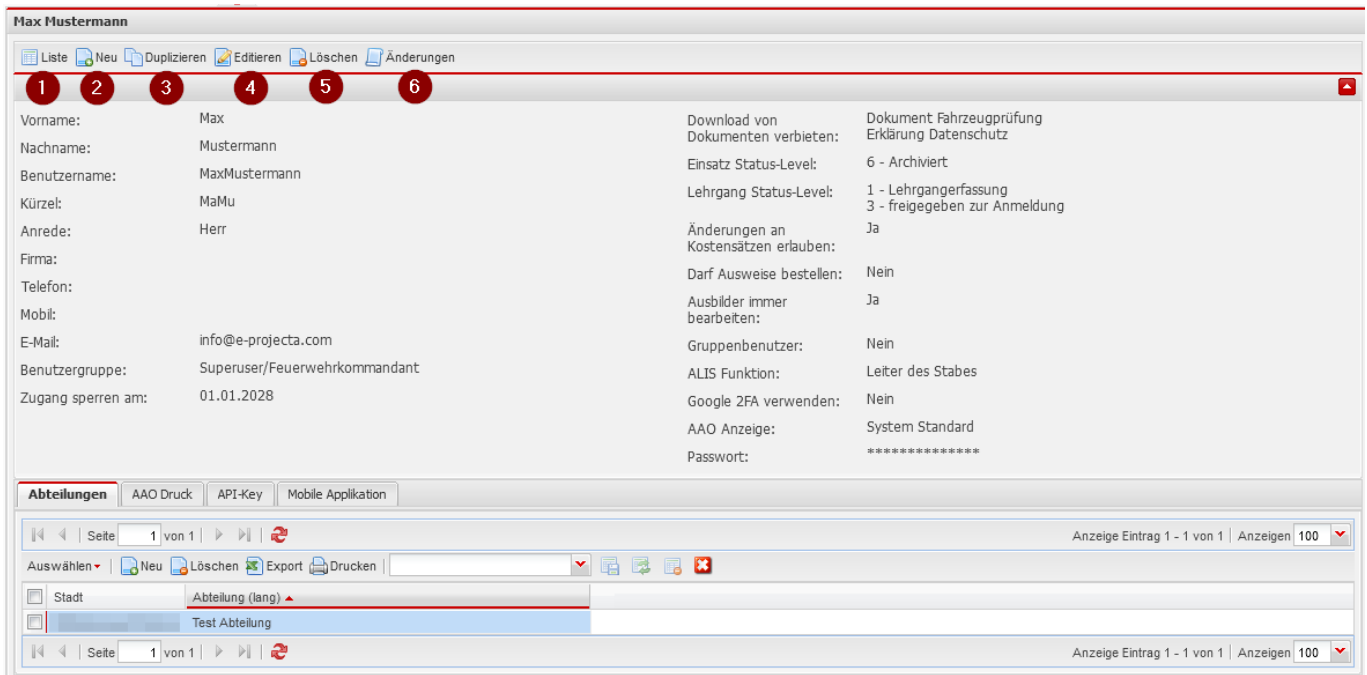 Max Mustermann
Liste Neu Duplizieren Editieren Löschen Änderungen
1 2 3 4 5 6
Vorname: Max
Nachname: Mustermann
Benutzername: MaxMustermann
Kürzel: MaMu
Anrede: Herr
Firma:
Telefon:
Mobil:
E-Mail: info@e-projecta.com
Benutzergruppe: Superuser/Feuerwehrkommandant
Zugang sperren am: 01.01.2028
Download von Dokument Fahrzeugprüfung
Dokumenten verbieten: Erklärung Datenschutz
Einsatz Status-Level: 6 - Archiviert
Lehrgang Status-Level: 1 - Lehrgangerfassung
3 - freigegeben zur Anmeldung
Änderungen an Ja
Kostensätzen erlauben:
Darf Ausweise bestellen: Nein
Ausbilder immer Ja
bearbeiten:
Gruppenbenutzer: Nein
ALIS Funktion: Leiter des Stabes
Google 2FA verwenden: Nein
AAO Anzeige: System Standard
Passwort: **************
Abteilungen AAO Druck API-Key Mobile Applikation
Seite 1 von 1 Anzeige Eintrag 1 - 1 von 1 Anzeigen 100
Auswählen Neu Löschen Export Drucken
Stadt Abteilung (lang)
Test Abteilung
Seite 1 von 1 Anzeige Eintrag 1 - 1 von 1 Anzeigen 100